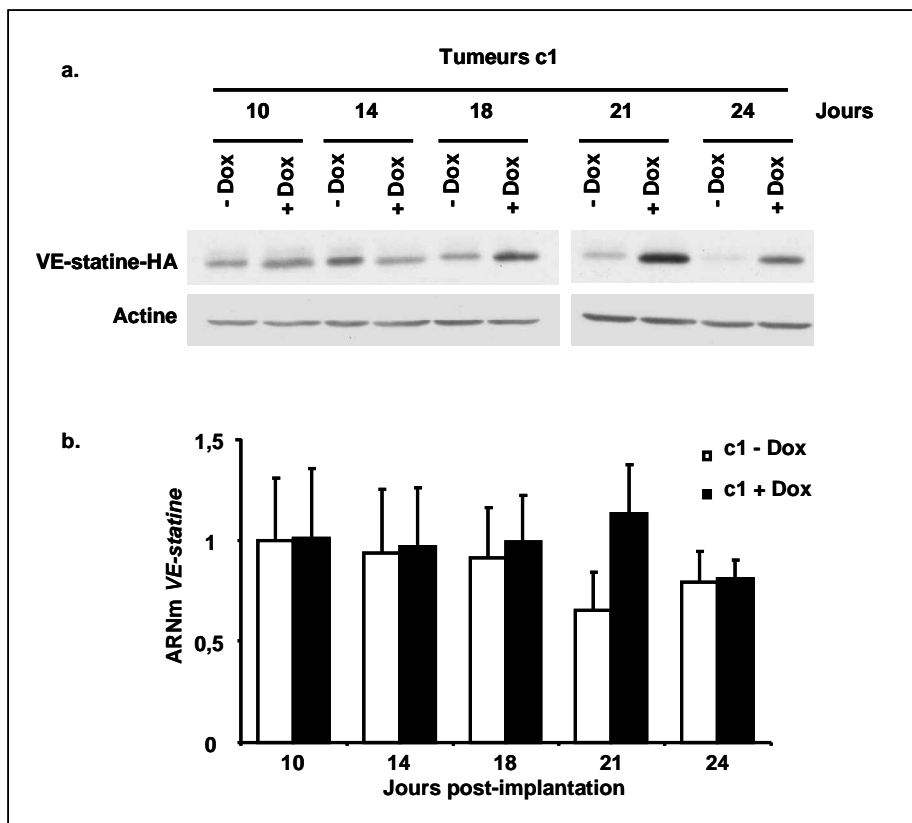 a.
Tumeurs c1
10 14 18 21 24 Jours
- Dox + Dox - Dox + Dox - Dox + Dox - Dox + Dox - Dox + Dox
VE-statine-HA
Actine
b.
1,5
1
0,5
0
ARNm VE-statine
c1 - Dox
c1 + Dox
10 14 18 21 24
Jours post-implantation